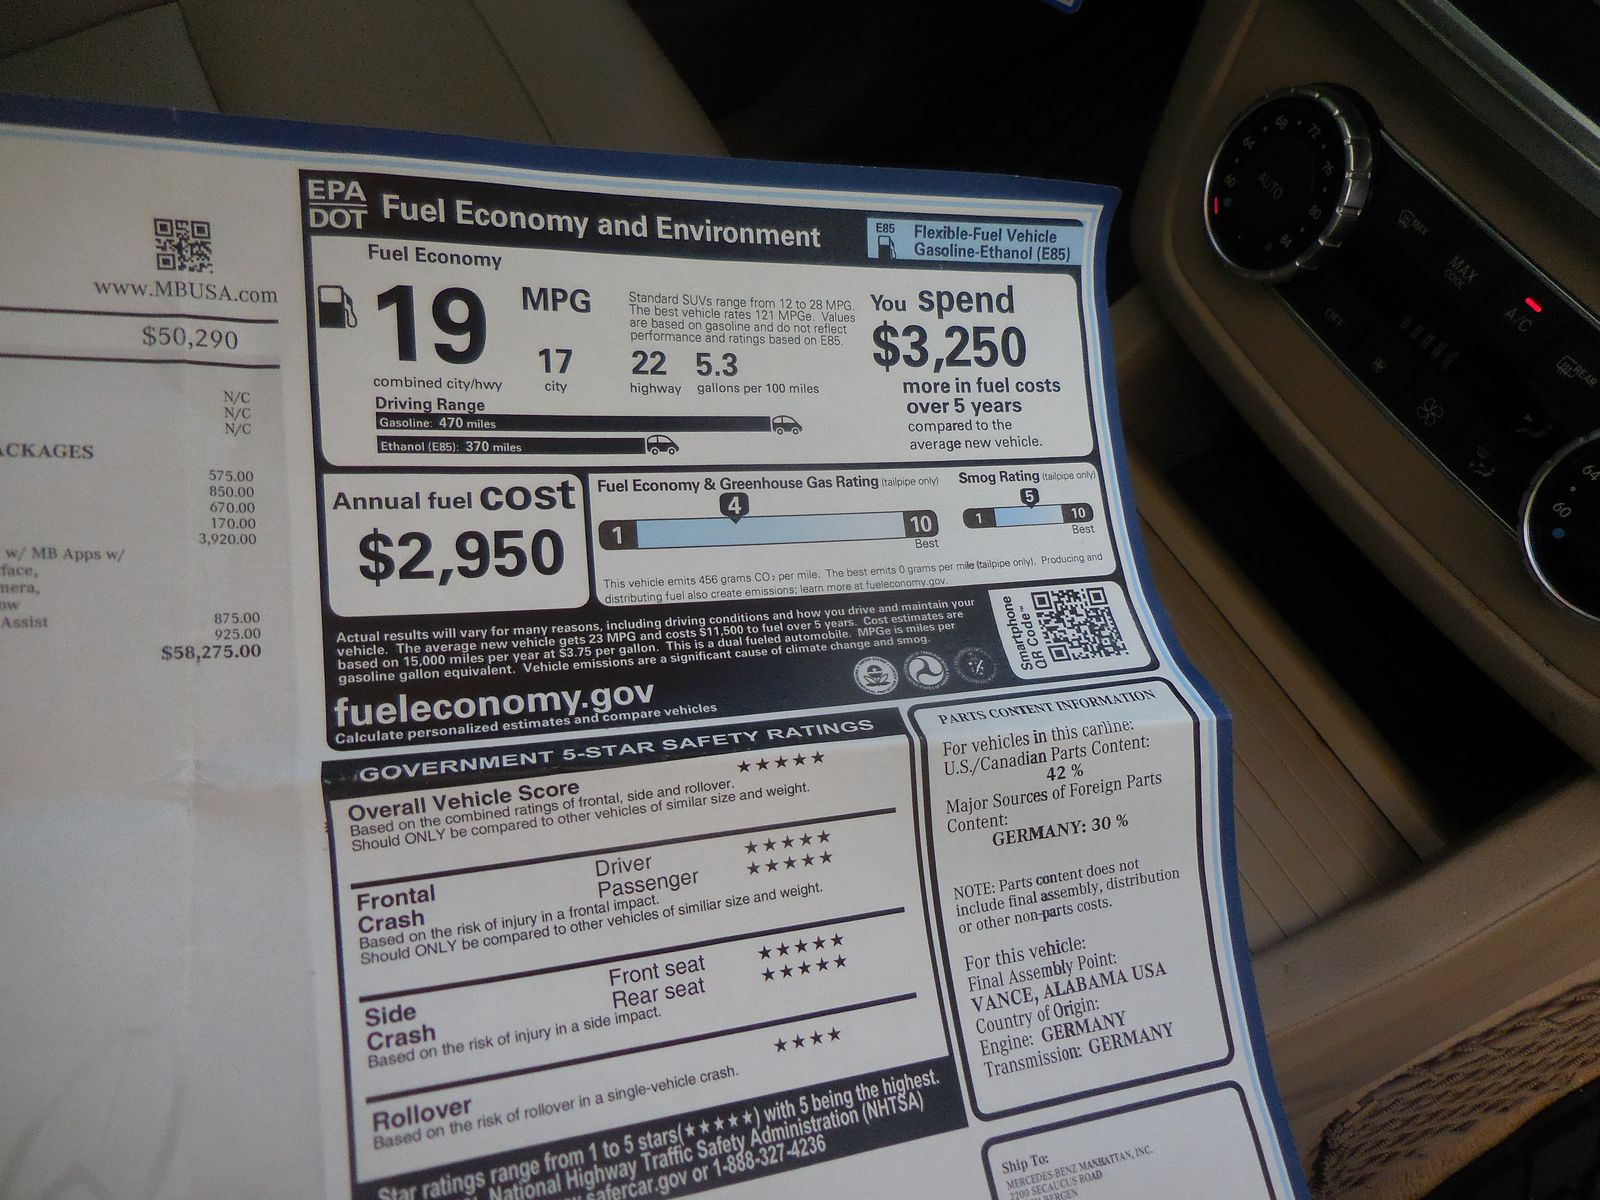 www.MBUSA.com
$50,290
N/C
N/C
N/C
ACKAGES
575.00
850.00
670.00
170.00
3,920.00
w/ MB Apps w/
face,
mera,
ow
Assist
875.00
925.00
$58,275.00
EPA
DOT
Fuel Economy and Environment
E85
Flexible-Fuel Vehicle
Gasoline-Ethanol (E85)
Fuel Economy
19 MPG
combined city/hwy
17
city
22
highway
5.3
gallons per 100 miles
Standard SUVs range from 12 to 28 MPG.
The best vehicle rates 121 MPGe. Values
are based on gasoline and do not reflect
performance and ratings based on E85.
Driving Range
Gasoline: 470 miles
Ethanol (E85): 370 miles
You spend
$3,250
more in fuel costs
over 5 years
compared to the
average new vehicle.
Annual fuel cost
$2,950
Fuel Economy & Greenhouse Gas Rating (tailpipe only)
4
1
10
Best
Smog Rating (tailpipe only)
5
1
10
Best
This vehicle emits 456 grams CO2 per mile. The best emits 0 grams per mile (tailpipe only). Producing and
distributing fuel also create emissions; learn more at fueleconomy.gov.
Actual results will vary for many reasons, including driving conditions and how you drive and maintain your
vehicle. The average new vehicle gets 23 MPG and costs $11,500 to fuel over 5 years. Cost estimates are
based on 15,000 miles per year at $3.75 per gallon. This is a dual fueled automobile. MPGe is miles per
gasoline gallon equivalent. Vehicle emissions are a significant cause of climate change and smog.
fueleconomy.gov
Calculate personalized estimates and compare vehicles
Smartphone
QR Code™
GOVERNMENT 5-STAR SAFETY RATINGS
Overall Vehicle Score ★★★★★
Based on the combined ratings of frontal, side and rollover.
Should ONLY be compared to other vehicles of similar size and weight.
Frontal Driver ★★★★★
Crash Passenger ★★★★★
Based on the risk of injury in a frontal impact.
Should ONLY be compared to other vehicles of similiar size and weight.
Side Front seat ★★★★★
Crash Rear seat ★★★★★
Based on the risk of injury in a side impact.
Rollover ★★★★
Based on the risk of rollover in a single-vehicle crash.
Star ratings range from 1 to 5 stars(★★★★★) with 5 being the highest.
National Highway Traffic Safety Administration (NHTSA)
safercar.gov or 1-888-327-4236
PARTS CONTENT INFORMATION
For vehicles in this carline:
U.S./Canadian Parts Content:
42 %
Major Sources of Foreign Parts
Content:
GERMANY: 30 %
NOTE: Parts content does not
include final assembly, distribution
or other non-parts costs.
For this vehicle:
Final Assembly Point:
VANCE, ALABAMA USA
Country of Origin:
Engine: GERMANY
Transmission: GERMANY
Ship To:
MERCEDES-BENZ MANHATTAN, INC.
2200 SECAUCUS ROAD
BERGEN
60
64
68
72
76
80
84
AUTO
OFF
MAX
MAX
COOL
A/C
REAR
64
60